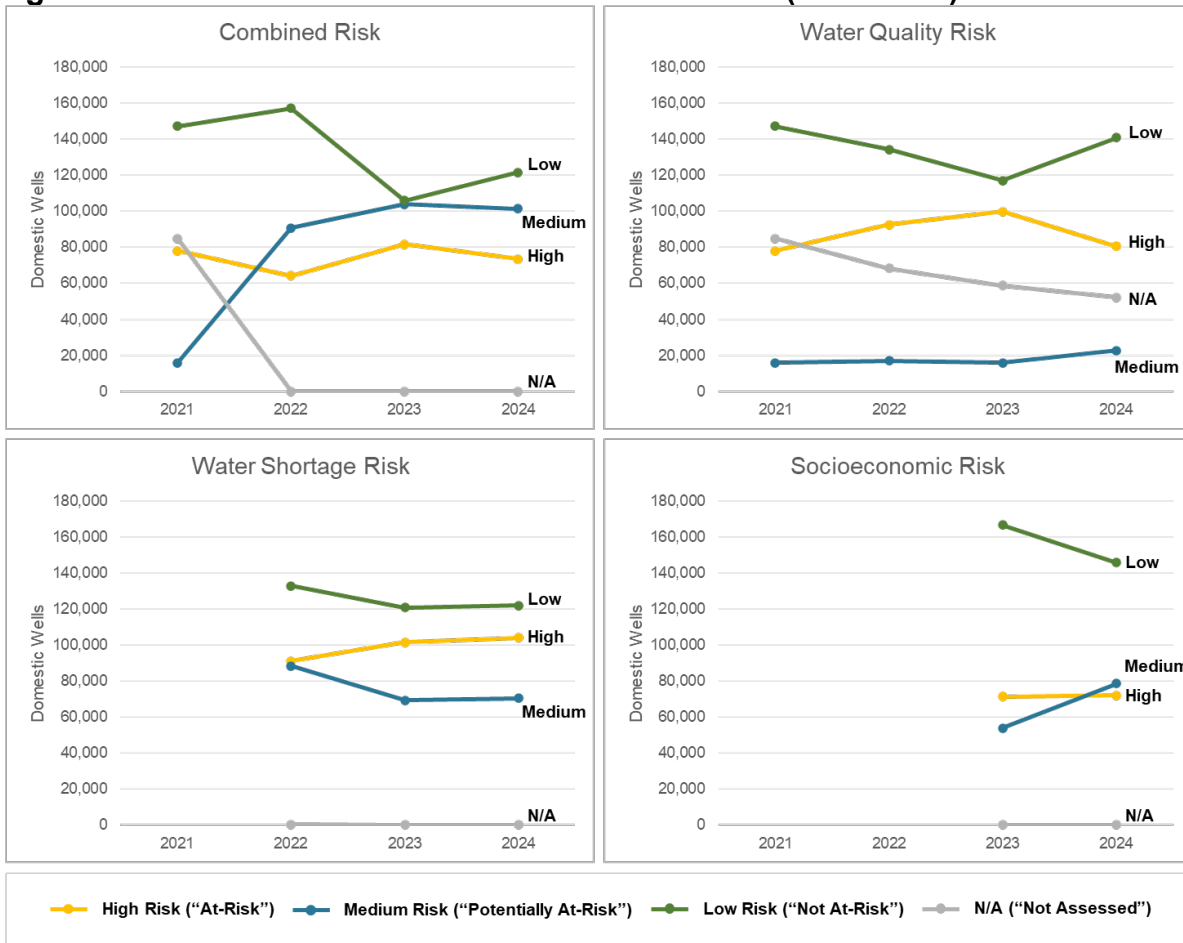 Combined Risk
180,000
160,000
140,000
120,000
100,000
80,000
60,000
40,000
20,000
0
Domestic Wells
Low
Medium
High
N/A
2021 2022 2023 2024
Water Quality Risk
180,000
160,000
140,000
120,000
100,000
80,000
60,000
40,000
20,000
0
Domestic Wells
Low
High
N/A
Medium
2021 2022 2023 2024
Water Shortage Risk
180,000
160,000
140,000
120,000
100,000
80,000
60,000
40,000
20,000
0
Domestic Wells
Low
High
Medium
N/A
2021 2022 2023 2024
Socioeconomic Risk
180,000
160,000
140,000
120,000
100,000
80,000
60,000
40,000
20,000
0
Domestic Wells
Low
Medium
High
N/A
2021 2022 2023 2024
High Risk (“At-Risk”) Medium Risk (“Potentially At-Risk”) Low Risk (“Not At-Risk”) N/A (“Not Assessed”)